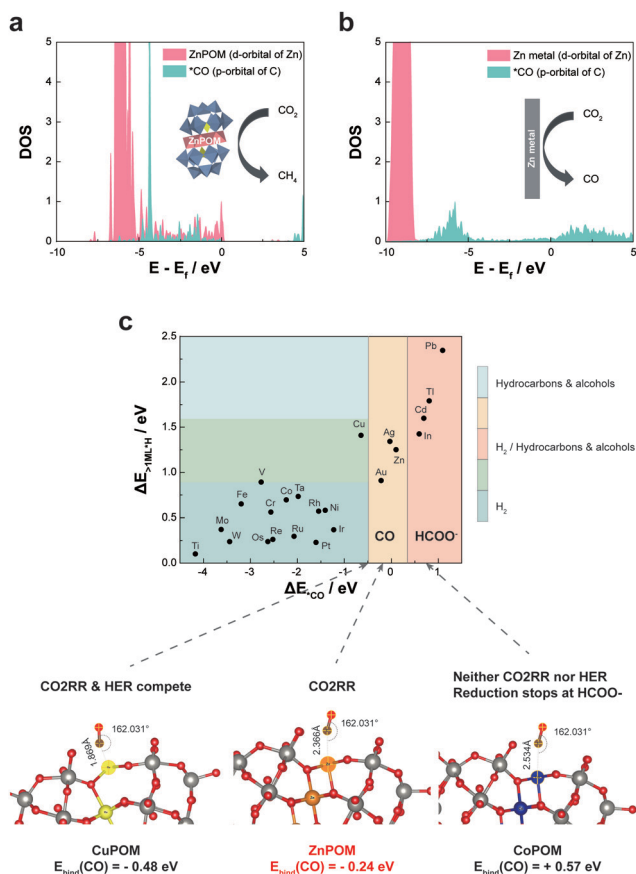 a
ZnPOM (d-orbital of Zn)
*CO (p-orbital of C)
DOS
5
4
3
2
1
0
-10
-5
0
5
E - Ef / eV
ZnPOM
CO2
CH4
b
Zn metal (d-orbital of Zn)
*CO (p-orbital of C)
DOS
5
4
3
2
1
0
-10
-5
0
5
E - Ef / eV
Zn metal
CO2
CO
c
ΔE>1ML*H / eV
2.5
2.0
1.5
1.0
0.5
0.0
Pb
Tl
Cd
In
Cu
Ag
Zn
Au
V
Fe
Co
Ta
Cr
Rh
Ni
Mo
W
Os
Re
Ru
Ir
Pt
Ti
CO
HCOO-
-4
-3
-2
-1
0
1
ΔE*CO / eV
Hydrocarbons & alcohols
H2 / Hydrocarbons & alcohols
H2
CO2RR & HER compete
CO2RR
Neither CO2RR nor HER
Reduction stops at HCOO-
1.869Å
162.031°
2.366Å
162.031°
2.534Å
162.031°
CuPOM
Ebind(CO) = - 0.48 eV
ZnPOM
Ebind(CO) = - 0.24 eV
CoPOM
Ebind(CO) = + 0.57 eV